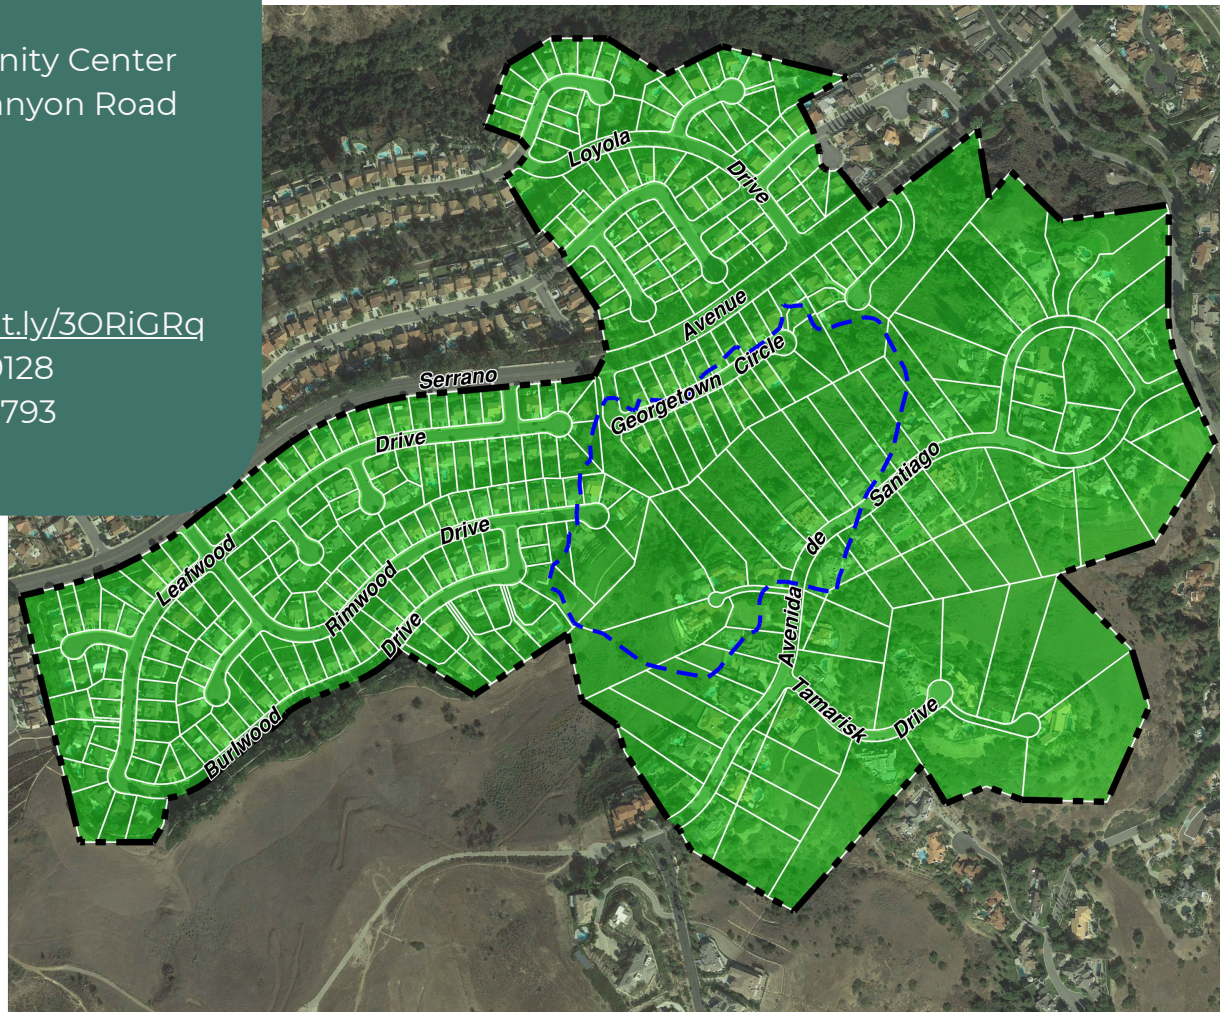 nity Center
nyon Road
t.ly/3ORiGRq
128
793
Loyola
Drive
Avenue
Georgetown Circle
Serrano
Drive
Santiago
de
Leafwood
Drive
Rimwood
Drive
Avenida
Tamarisk
Drive
Burlwood